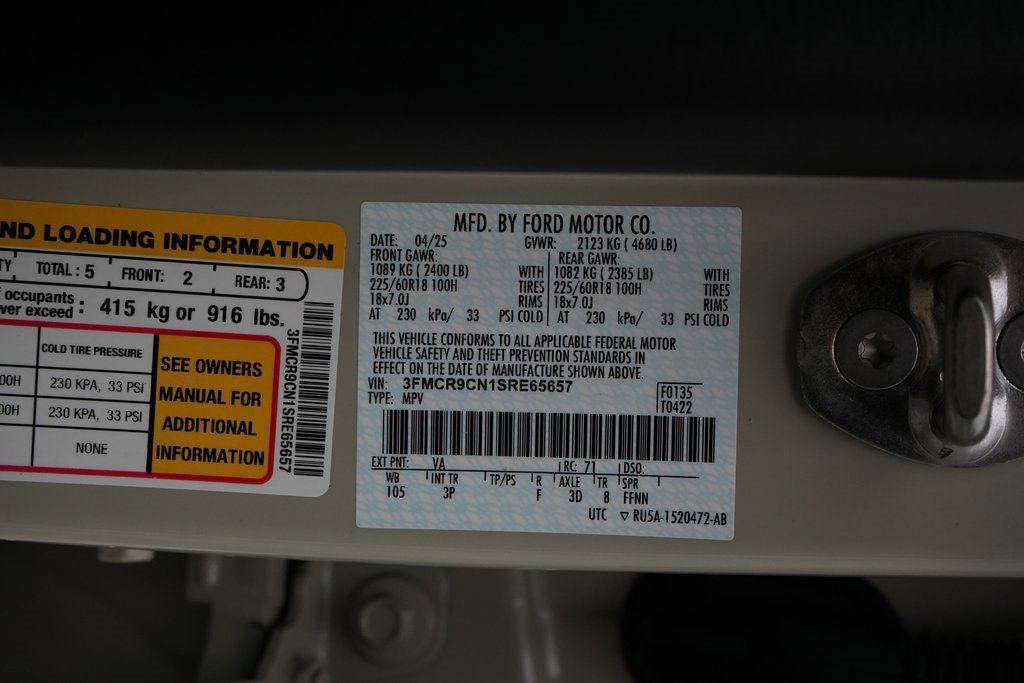 ND LOADING INFORMATION
TY TOTAL : 5 FRONT: 2 REAR: 3
f occupants
ver exceed : 415 kg or 916 lbs.
COLD TIRE PRESSURE
00H 230 KPA, 33 PSI
00H 230 KPA, 33 PSI
NONE
SEE OWNERS
MANUAL FOR
ADDITIONAL
INFORMATION
3FMCR9CN1SRE65657
MFD. BY FORD MOTOR CO.
DATE: 04/25 GVWR: 2123 KG ( 4680 LB)
FRONT GAWR: REAR GAWR:
1089 KG ( 2400 LB) WITH 1082 KG ( 2385 LB) WITH
225/60R18 100H TIRES 225/60R18 100H TIRES
18x7.0J RIMS 18x7.0J RIMS
AT 230 kPa/ 33 PSI COLD AT 230 kPa/ 33 PSI COLD
THIS VEHICLE CONFORMS TO ALL APPLICABLE FEDERAL MOTOR
VEHICLE SAFETY AND THEFT PREVENTION STANDARDS IN
EFFECT ON THE DATE OF MANUFACTURE SHOWN ABOVE.
VIN: 3FMCR9CN1SRE65657
TYPE: MPV
F0135
T0422
EXT PNT: VA RC: 71 DSO:
WB INT TR TP/PS R AXLE TR SPR
105 3P F 3D 8 FFNN
UTC ▽ RU5A-1520472-AB